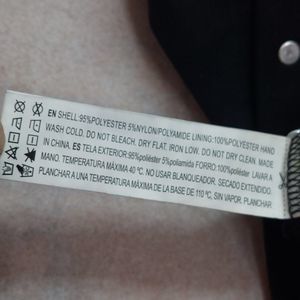 EN SHELL:95%POLYESTER 5%NYLON/POLYAMIDE LINING:100%POLYESTER HAND
WASH COLD. DO NOT BLEACH. DRY FLAT. IRON LOW. DO NOT DRY CLEAN. MADE
IN CHINA. ES TELA EXTERIOR:95%poliéster 5%poliamida FORRO:100%poliéster LAVAR A
MANO. TEMPERATURA MÁXIMA 40 ºC. NO USAR BLANQUEADOR. SECADO EXTENDIDO.
PLANCHAR A UNA TEMPERATURA MÁXIMA DE LA BASE DE 110 ºC, SIN VAPOR. PLANCHAR